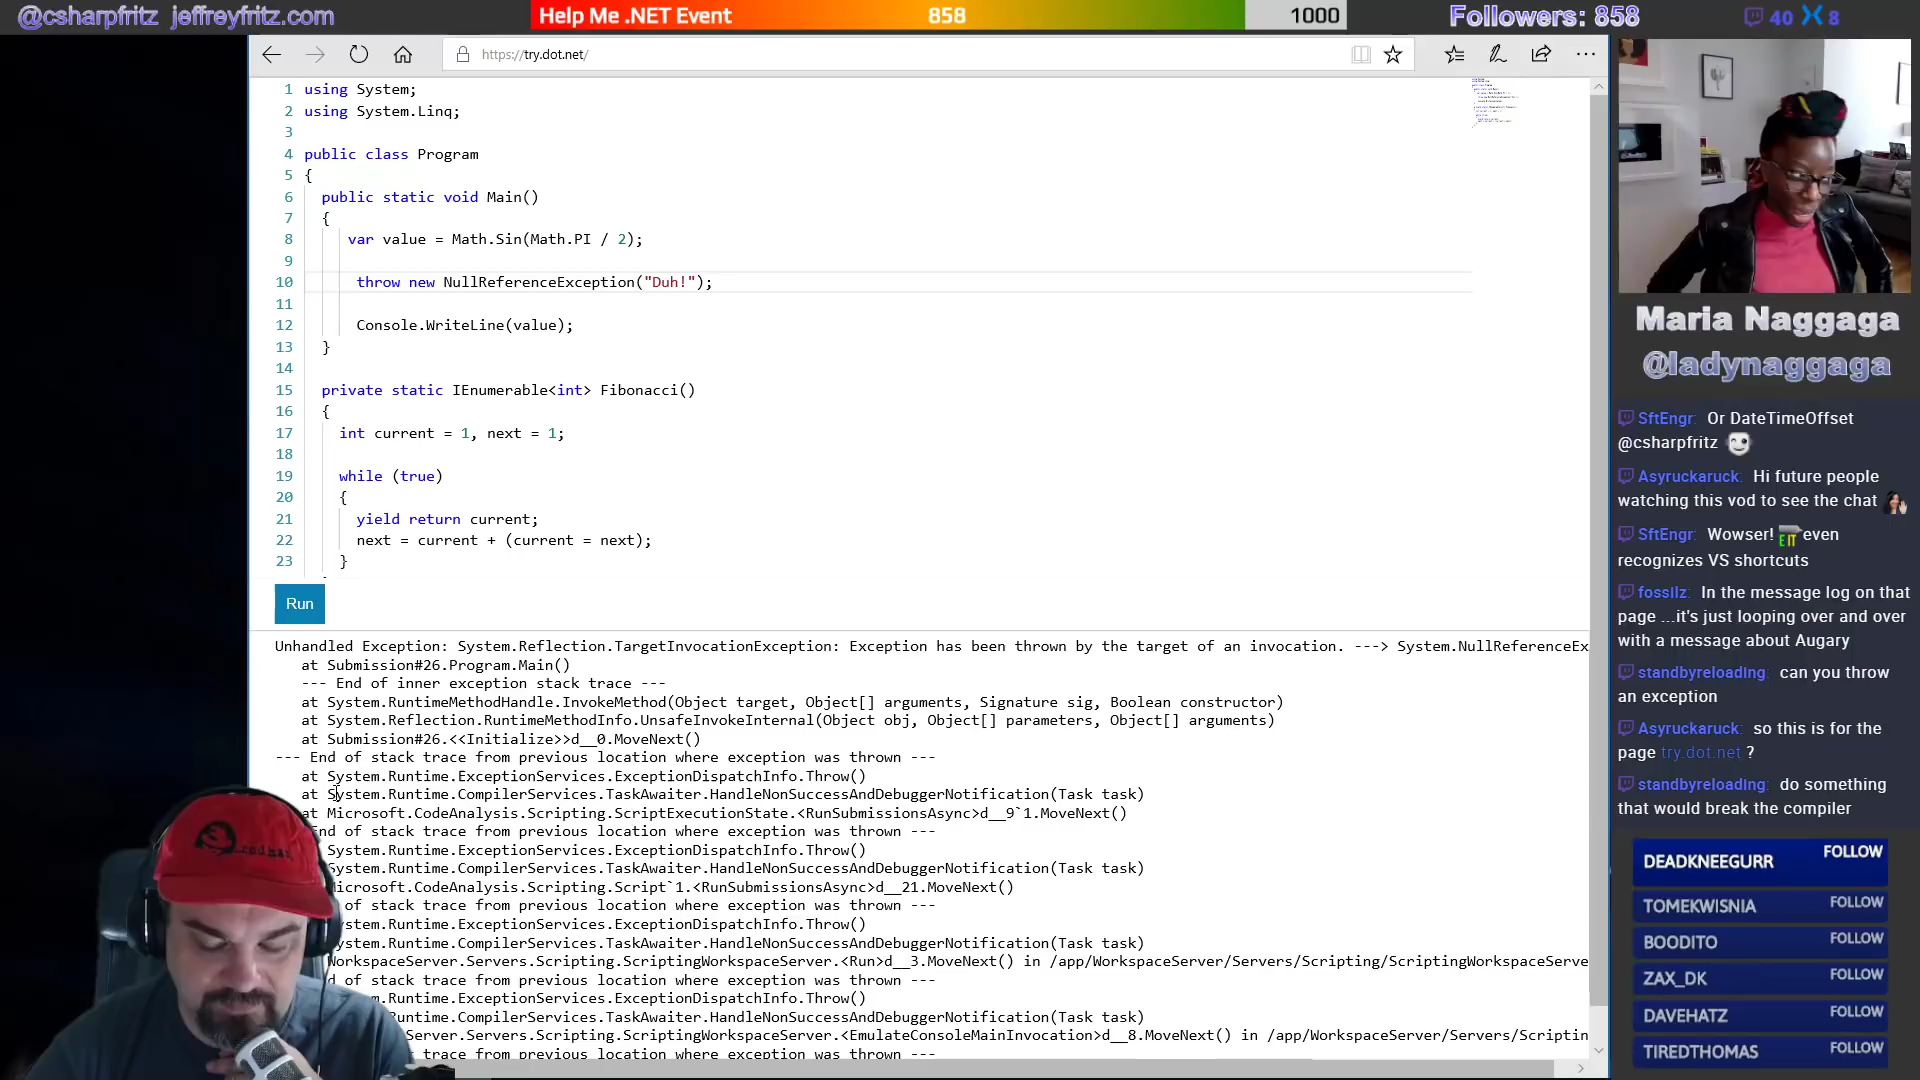 @csharpfritz jeffreyfritz.com
Help Me .NET Event 858 1000
Followers: 858
40 8
https://try.dot.net/
1 using System;
2 using System.Linq;
3
4 public class Program
5 {
6 public static void Main()
7 {
8 var value = Math.Sin(Math.PI / 2);
9
10 throw new NullReferenceException("Duh!");
11
12 Console.WriteLine(value);
13 }
14
15 private static IEnumerable<int> Fibonacci()
16 {
17 int current = 1, next = 1;
18
19 while (true)
20 {
21 yield return current;
22 next = current + (current = next);
23 }
Run
Unhandled Exception: System.Reflection.TargetInvocationException: Exception has been thrown by the target of an invocation. ---> System.NullReferenceEx
at Submission#26.Program.Main()
--- End of inner exception stack trace ---
at System.RuntimeMethodHandle.InvokeMethod(Object target, Object[] arguments, Signature sig, Boolean constructor)
at System.Reflection.RuntimeMethodInfo.UnsafeInvokeInternal(Object obj, Object[] parameters, Object[] arguments)
at Submission#26.<<Initialize>>d__0.MoveNext()
--- End of stack trace from previous location where exception was thrown ---
at System.Runtime.ExceptionServices.ExceptionDispatchInfo.Throw()
at System.Runtime.CompilerServices.TaskAwaiter.HandleNonSuccessAndDebuggerNotification(Task task)
at Microsoft.CodeAnalysis.Scripting.ScriptExecutionState.<RunSubmissionsAsync>d__9`1.MoveNext()
End of stack trace from previous location where exception was thrown ---
System.Runtime.ExceptionServices.ExceptionDispatchInfo.Throw()
System.Runtime.CompilerServices.TaskAwaiter.HandleNonSuccessAndDebuggerNotification(Task task)
Microsoft.CodeAnalysis.Scripting.Script`1.<RunSubmissionsAsync>d__21.MoveNext()
of stack trace from previous location where exception was thrown ---
System.Runtime.ExceptionServices.ExceptionDispatchInfo.Throw()
System.Runtime.CompilerServices.TaskAwaiter.HandleNonSuccessAndDebuggerNotification(Task task)
WorkspaceServer.Servers.Scripting.ScriptingWorkspaceServer.<Run>d__3.MoveNext() in /app/WorkspaceServer/Servers/Scripting/ScriptingWorkspaceServe
of stack trace from previous location where exception was thrown ---
.Runtime.ExceptionServices.ExceptionDispatchInfo.Throw()
.Runtime.CompilerServices.TaskAwaiter.HandleNonSuccessAndDebuggerNotification(Task task)
Server.Servers.Scripting.ScriptingWorkspaceServer.<EmulateConsoleMainInvocation>d__8.MoveNext() in /app/WorkspaceServer/Servers/Scriptin
trace from previous location where exception was thrown ---
redhat
Maria Naggaga
@ladynaggaga
SftEngr: Or DateTimeOffset
@csharpfritz
Asyruckaruck: Hi future people
watching this vod to see the chat
SftEngr: Wowser! even
recognizes VS shortcuts
fossilz: In the message log on that
page ...it's just looping over and over
with a message about Augary
standbyreloading: can you throw
an exception
Asyruckaruck: so this is for the
page try.dot.net ?
standbyreloading: do something
that would break the compiler
DEADKNEEGURR FOLLOW
TOMEKWISNIA FOLLOW
BOODITO FOLLOW
ZAX_DK FOLLOW
DAVEHATZ FOLLOW
TIREDTHOMAS FOLLOW